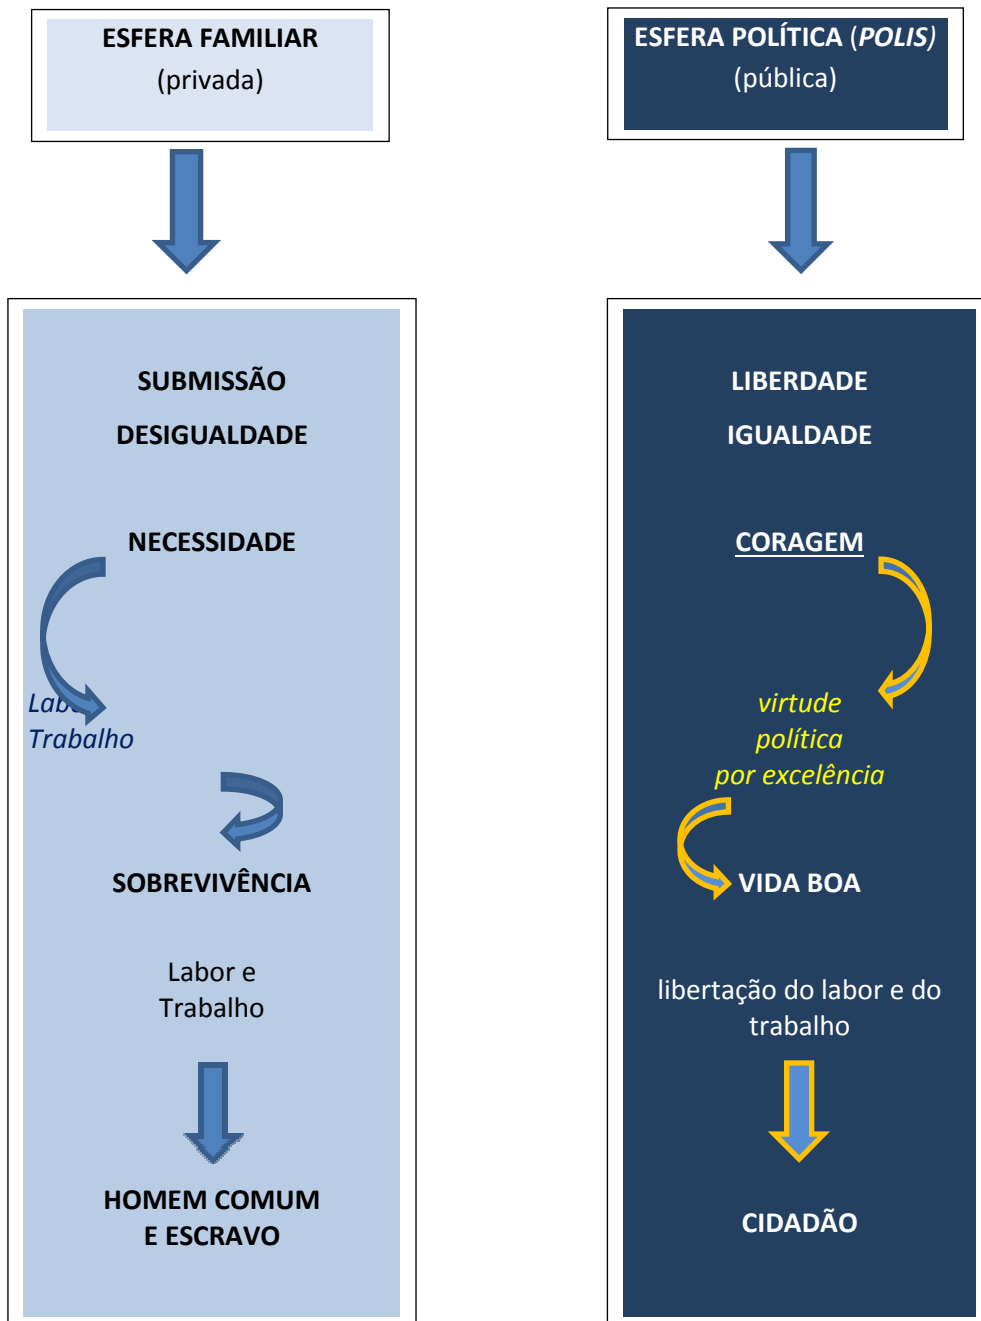 ESFERA FAMILIAR
(privada)
SUBMISSÃO
DESIGUALDADE
NECESSIDADE
Trabalho
SOBREVIVÊNCIA
Labor e
Trabalho
HOMEM COMUM
E ESCRAVO
ESFERA POLÍTICA (POLIS)
(pública)
LIBERDADE
IGUALDADE
CORAGEM
virtude
política
por excelência
VIDA BOA
libertação do labor e do
trabalho
CIDADÃO